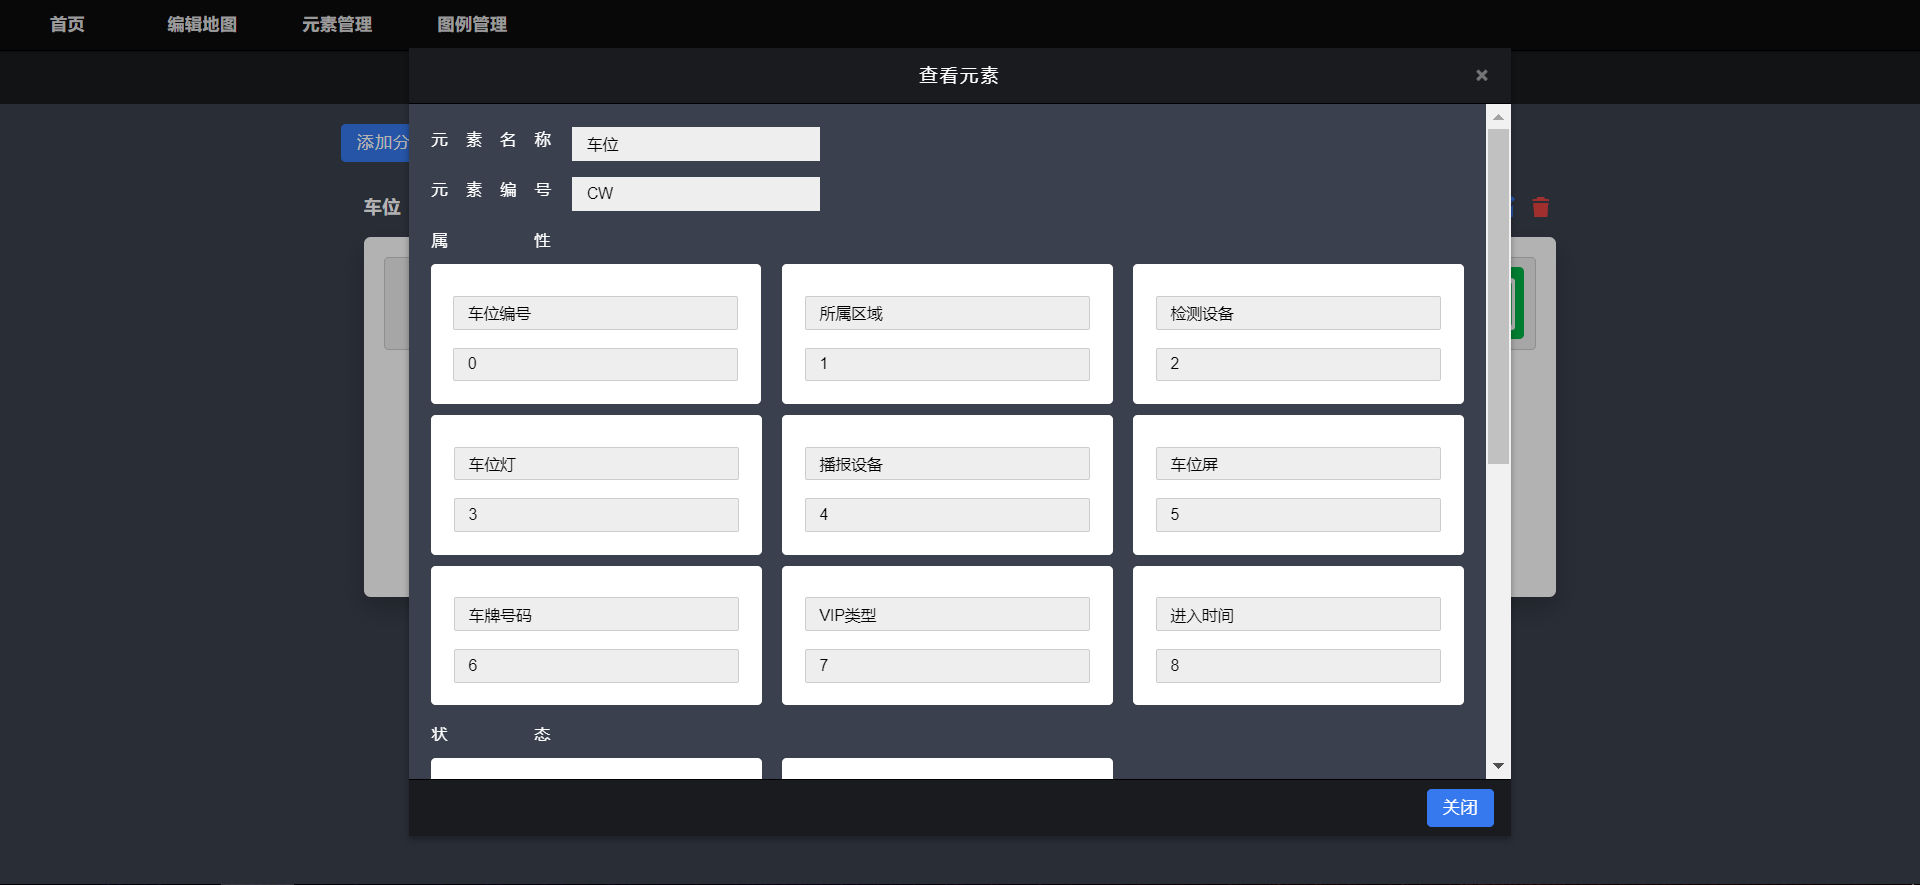 首页 编辑地图 元素管理 图例管理
查看元素 ×
添加分
车位
元素名称 车位
元素编号 CW
属性
车位编号 所属区域 检测设备
0 1 2
车位灯 播报设备 车位屏
3 4 5
车牌号码 VIP类型 进入时间
6 7 8
状态
关闭